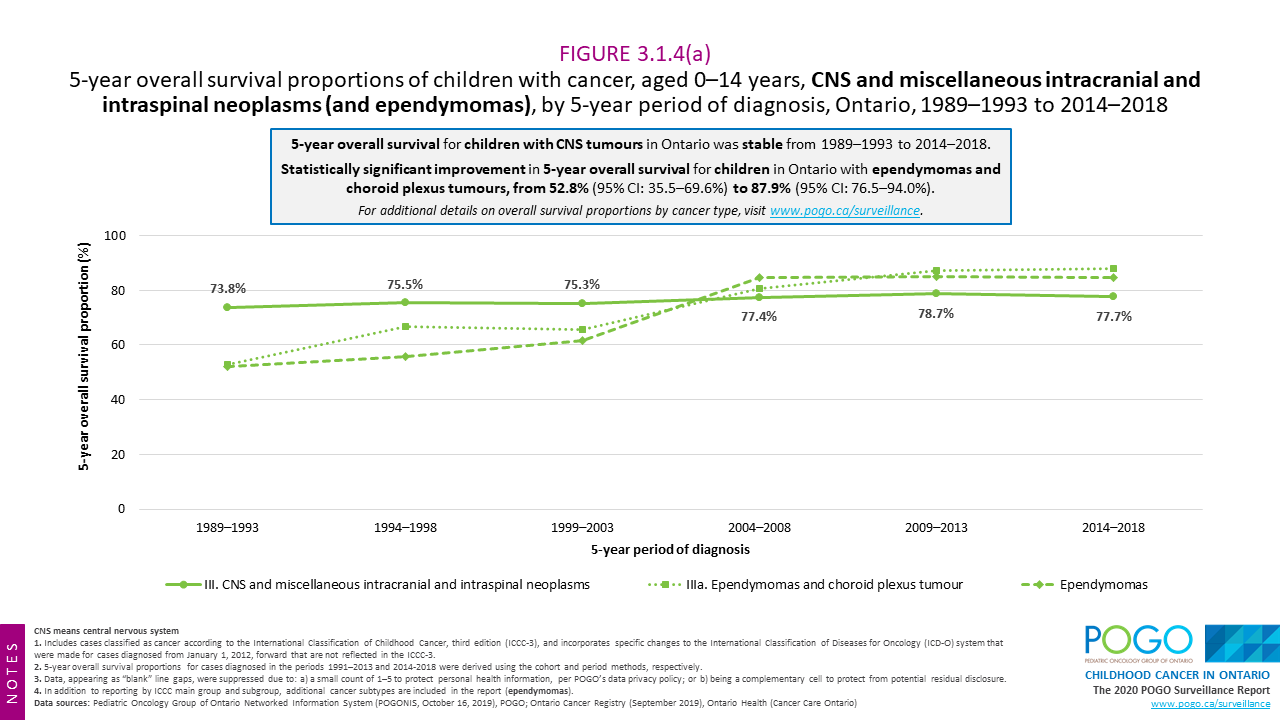 FIGURE 3.1.4(a)
5-year overall survival proportions of children with cancer, aged 0–14 years, CNS and miscellaneous intracranial and
intraspinal neoplasms (and ependymomas), by 5-year period of diagnosis, Ontario, 1989–1993 to 2014–2018
5-year overall survival for children with CNS tumours in Ontario was stable from 1989–1993 to 2014–2018.
Statistically significant improvement in 5-year overall survival for children in Ontario with ependymomas and
choroid plexus tumours, from 52.8% (95% CI: 35.5–69.6%) to 87.9% (95% CI: 76.5–94.0%).
For additional details on overall survival proportions by cancer type, visit www.pogo.ca/surveillance.
5-year overall survival proportion (%)
100
80
60
40
20
0
73.8%
75.5%
75.3%
77.4%
78.7%
77.7%
1989–1993
1994–1998
1999–2003
2004–2008
2009–2013
2014–2018
5-year period of diagnosis
III. CNS and miscellaneous intracranial and intraspinal neoplasms
IIIa. Ependymomas and choroid plexus tumour
Ependymomas
NOTES
CNS means central nervous system
1. Includes cases classified as cancer according to the International Classification of Childhood Cancer, third edition (ICCC-3), and incorporates specific changes to the International Classification of Diseases for Oncology (ICD-O) system that
were made for cases diagnosed from January 1, 2012, forward that are not reflected in the ICCC-3.
2. 5-year overall survival proportions for cases diagnosed in the periods 1991–2013 and 2014-2018 were derived using the cohort and period methods, respectively.
3. Data, appearing as “blank” line gaps, were suppressed due to: a) a small count of 1–5 to protect personal health information, per POGO's data privacy policy; or b) being a complementary cell to protect from potential residual disclosure.
4. In addition to reporting by ICCC main group and subgroup, additional cancer subtypes are included in the report (ependymomas).
Data sources: Pediatric Oncology Group of Ontario Networked Information System (POGONIS, October 16, 2019), POGO; Ontario Cancer Registry (September 2019), Ontario Health (Cancer Care Ontario)
POGO
PEDIATRIC ONCOLOGY GROUP OF ONTARIO
CHILDHOOD CANCER IN ONTARIO
The 2020 POGO Surveillance Report
www.pogo.ca/surveillance